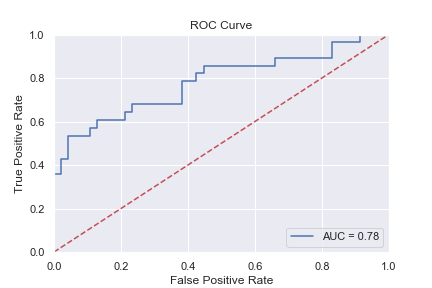 ROC Curve
1.0
0.8
0.6
0.4
0.2
0.0
True Positive Rate
AUC = 0.78
0.0 0.2 0.4 0.6 0.8 1.0
False Positive Rate